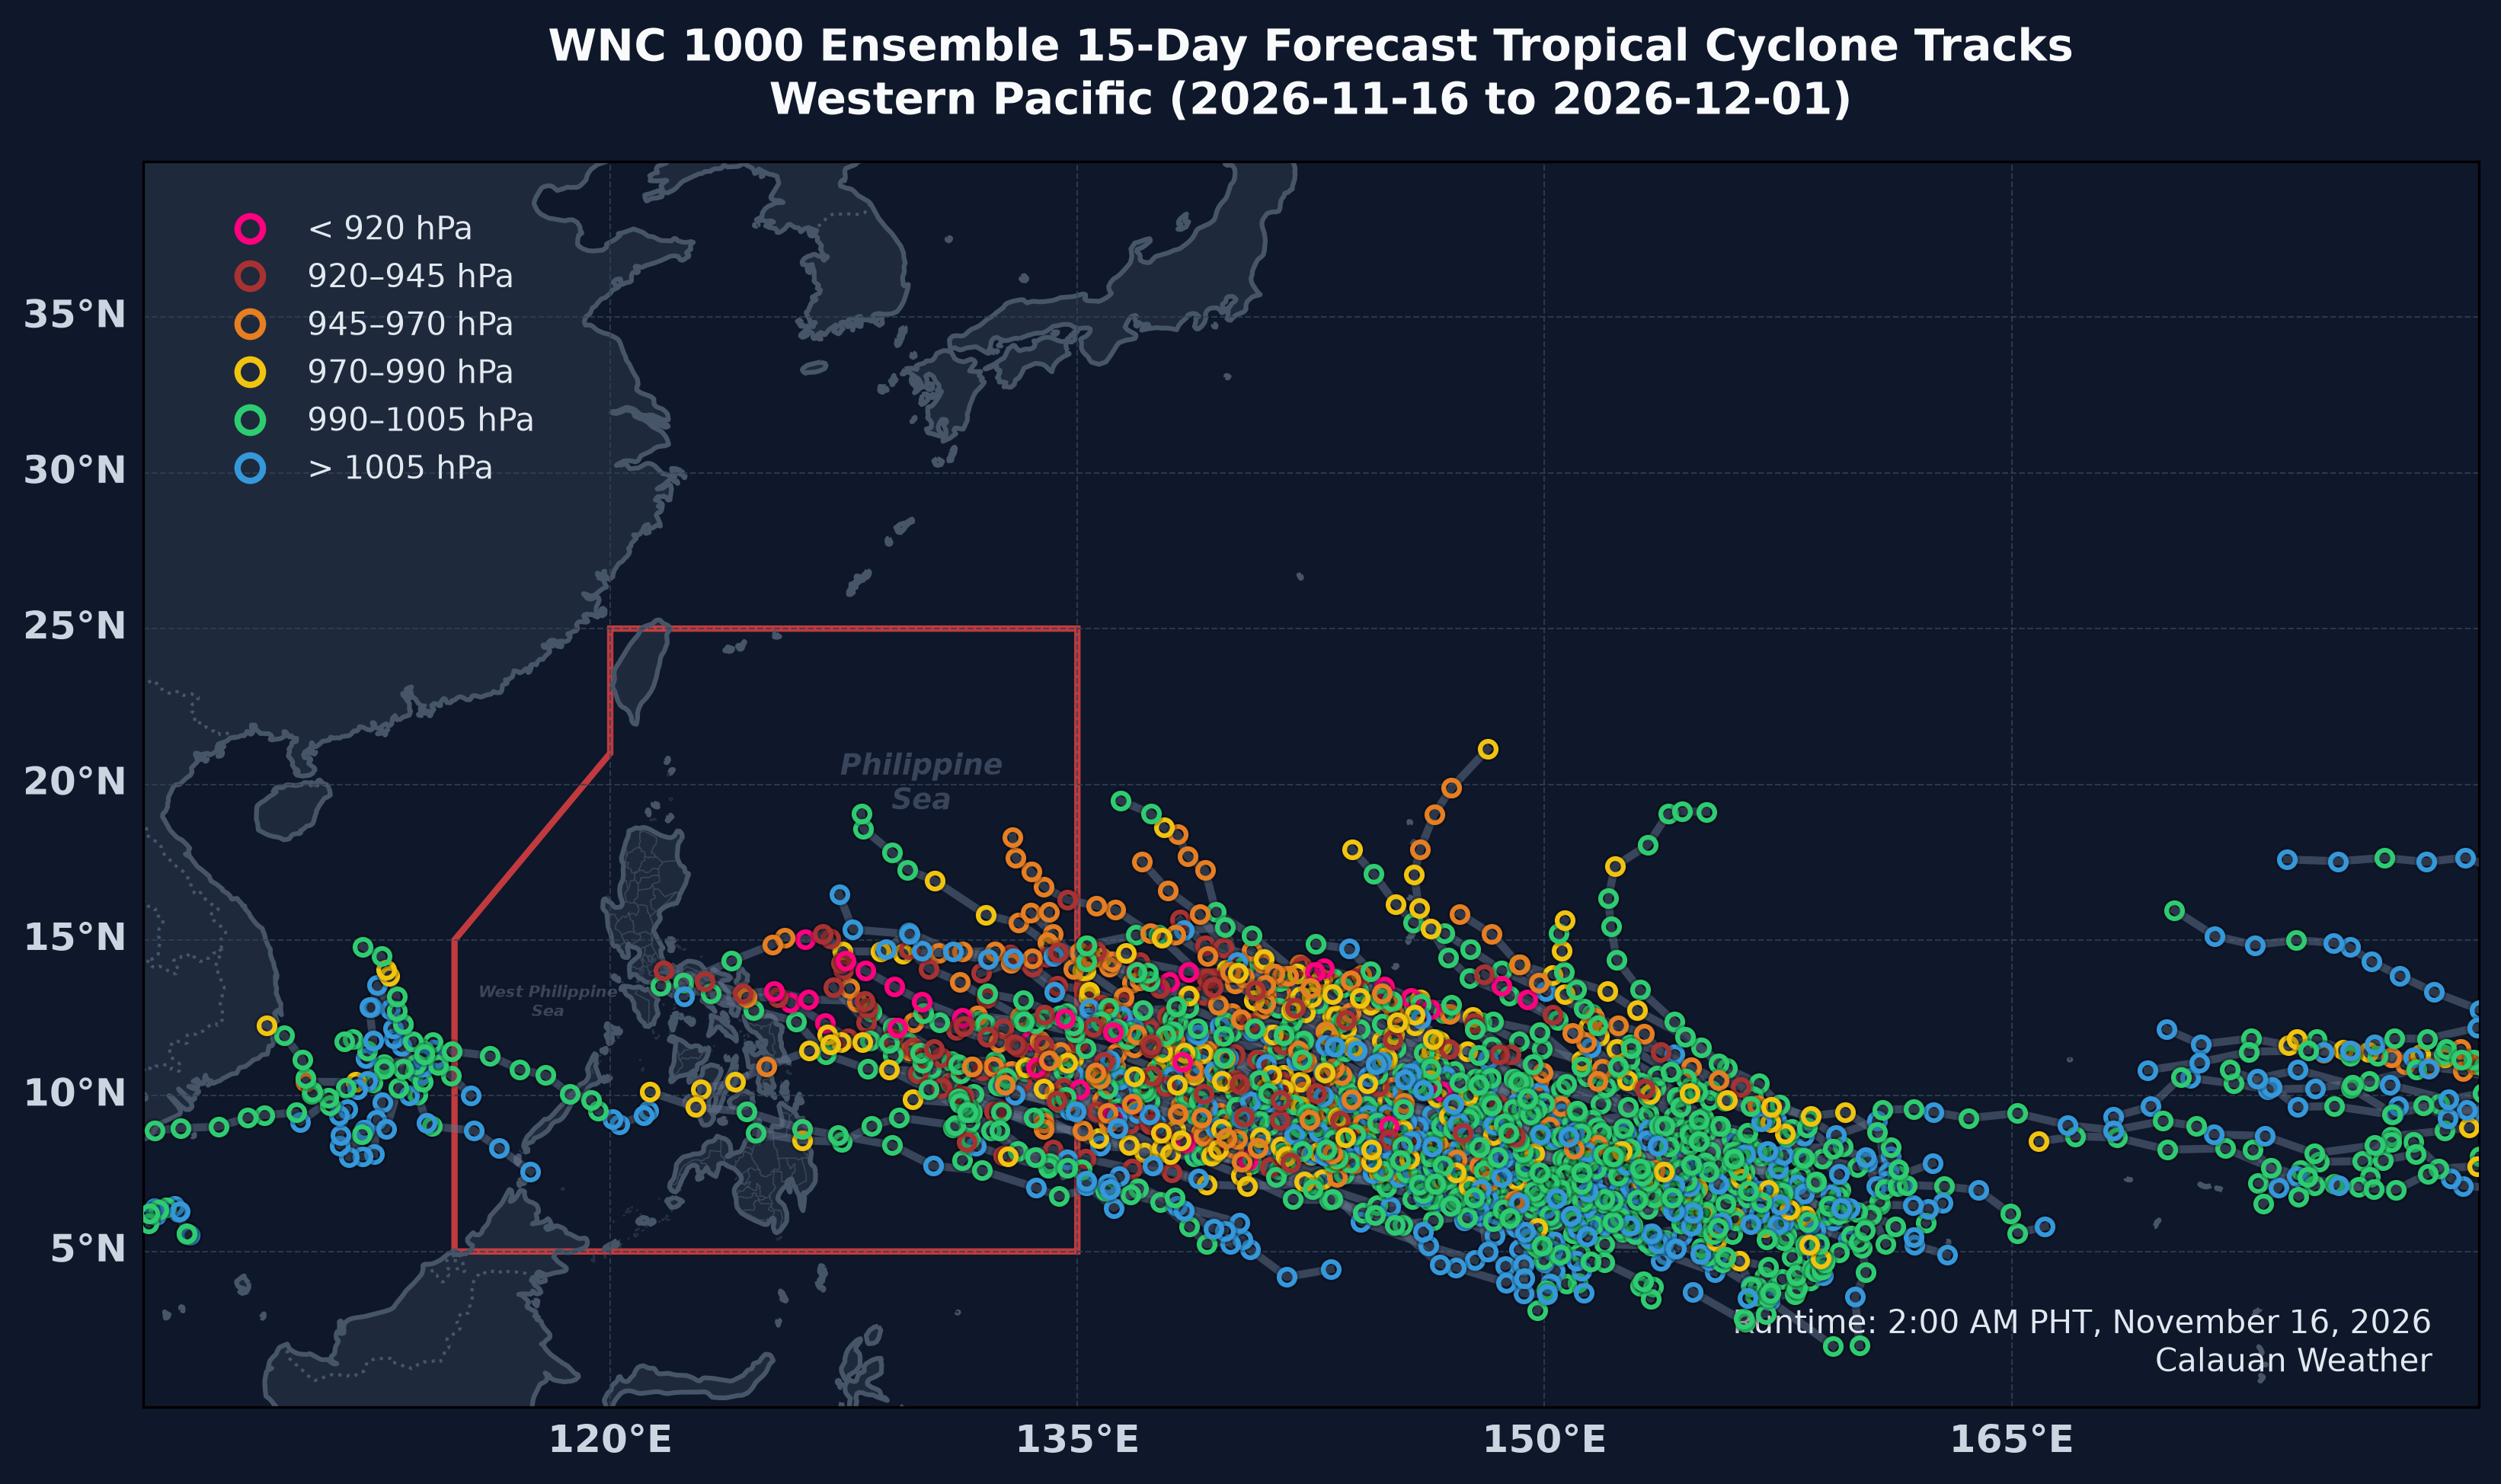 WNC 1000 Ensemble 15-Day Forecast Tropical Cyclone Tracks
Western Pacific (2026-11-16 to 2026-12-01)
< 920 hPa
920–945 hPa
945–970 hPa
970–990 hPa
990–1005 hPa
> 1005 hPa
35°N
30°N
25°N
20°N
15°N
10°N
5°N
Philippine
Sea
West Philippine
Sea
Runtime: 2:00 AM PHT, November 16, 2026
Calauan Weather
120°E
135°E
150°E
165°E